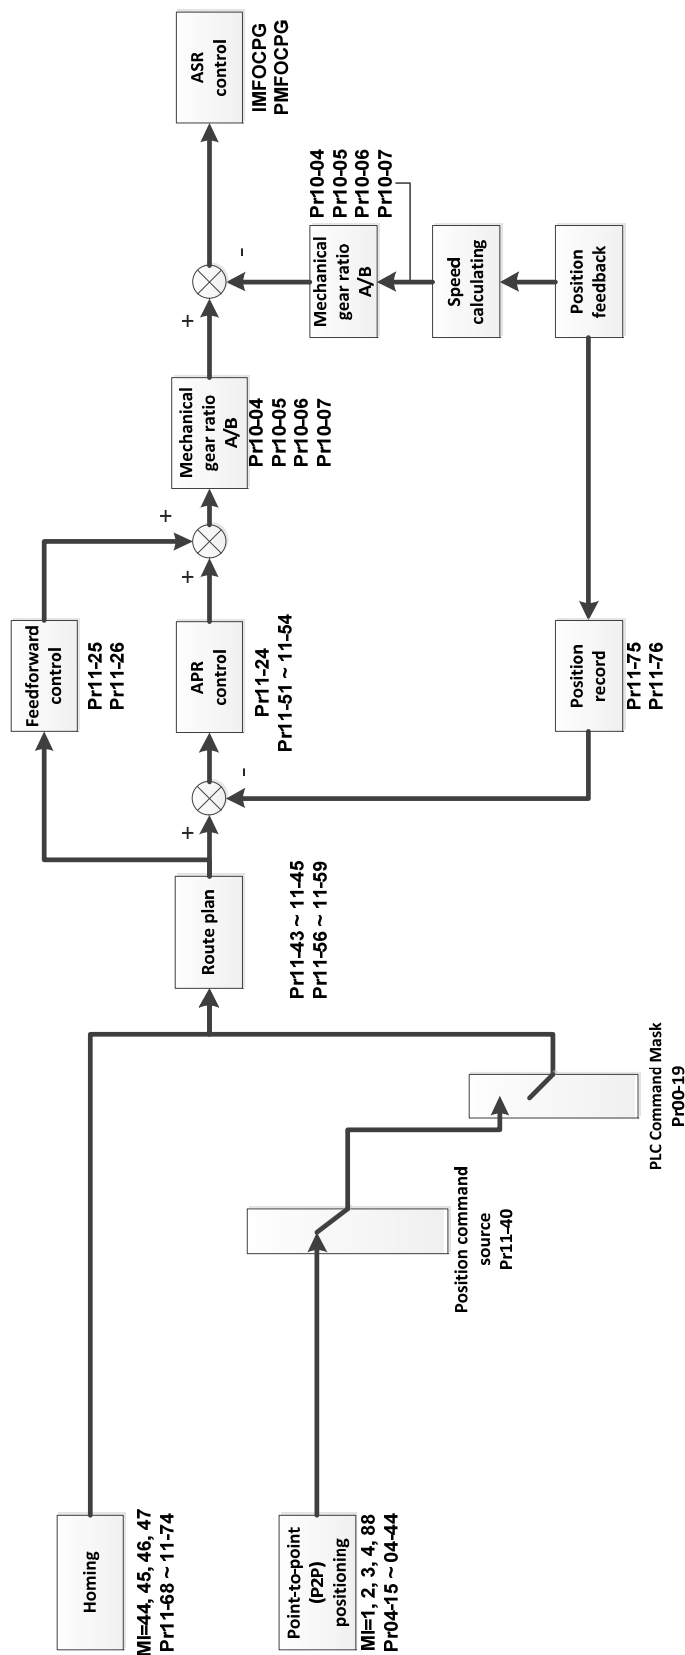 Homing
MI=44, 45, 46, 47
Pr11-68 ~ 11-74
Point-to-point
(P2P)
positioning
MI=1, 2, 3, 4, 88
Pr04-15 ~ 04-44
Position command
source
Pr11-40
PLC Command Mask
Pr00-19
Route plan
Pr11-43 ~ 11-45
Pr11-56 ~ 11-59
+
-
Feedforward
control
Pr11-25
Pr11-26
APR
control
Pr11-24
Pr11-51 ~ 11-54
+
+
Mechanical
gear ratio
A/B
Pr10-04
Pr10-05
Pr10-06
Pr10-07
+
-
ASR
control
IMFOCPG
PMFOCPG
Mechanical
gear ratio
A/B
Pr10-04
Pr10-05
Pr10-06
Pr10-07
Speed
calculating
Position
feedback
Position
record
Pr11-75
Pr11-76